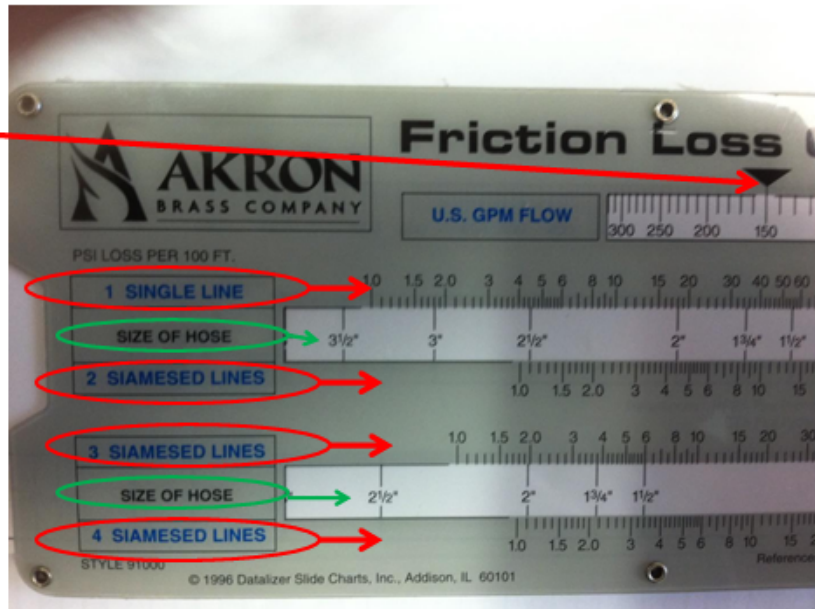 Friction Loss
AKRON
BRASS COMPANY
U.S. GPM FLOW
300 250 200 150
PSI LOSS PER 100 FT.
1 SINGLE LINE
1.0 1.5 2.0 3 4 5 6 8 10 15 20 30 40 50 60
SIZE OF HOSE
3½" 3" 2½" 2" 1¾" 1½"
2 SIAMESED LINES
1.0 1.5 2.0 3 4 5 6 8 10 15
3 SIAMESED LINES
1.0 1.5 2.0 3 4 5 6 8 10 15 20 30
SIZE OF HOSE
2½" 2" 1¾" 1½"
4 SIAMESED LINES
1.0 1.5 2.0 3 4 5 6 8 10 15
STYLE 91000
© 1996 Datalizer Slide Charts, Inc., Addison, IL 60101
Reference